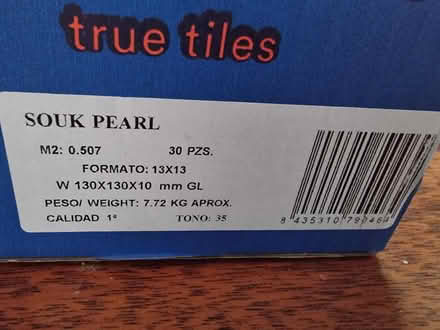 true tiles
SOUK PEARL
M2: 0.507 30 PZS.
FORMATO: 13X13
W 130X130X10 mm GL
PESO/ WEIGHT: 7.72 KG APROX.
CALIDAD 1ª TONO: 35